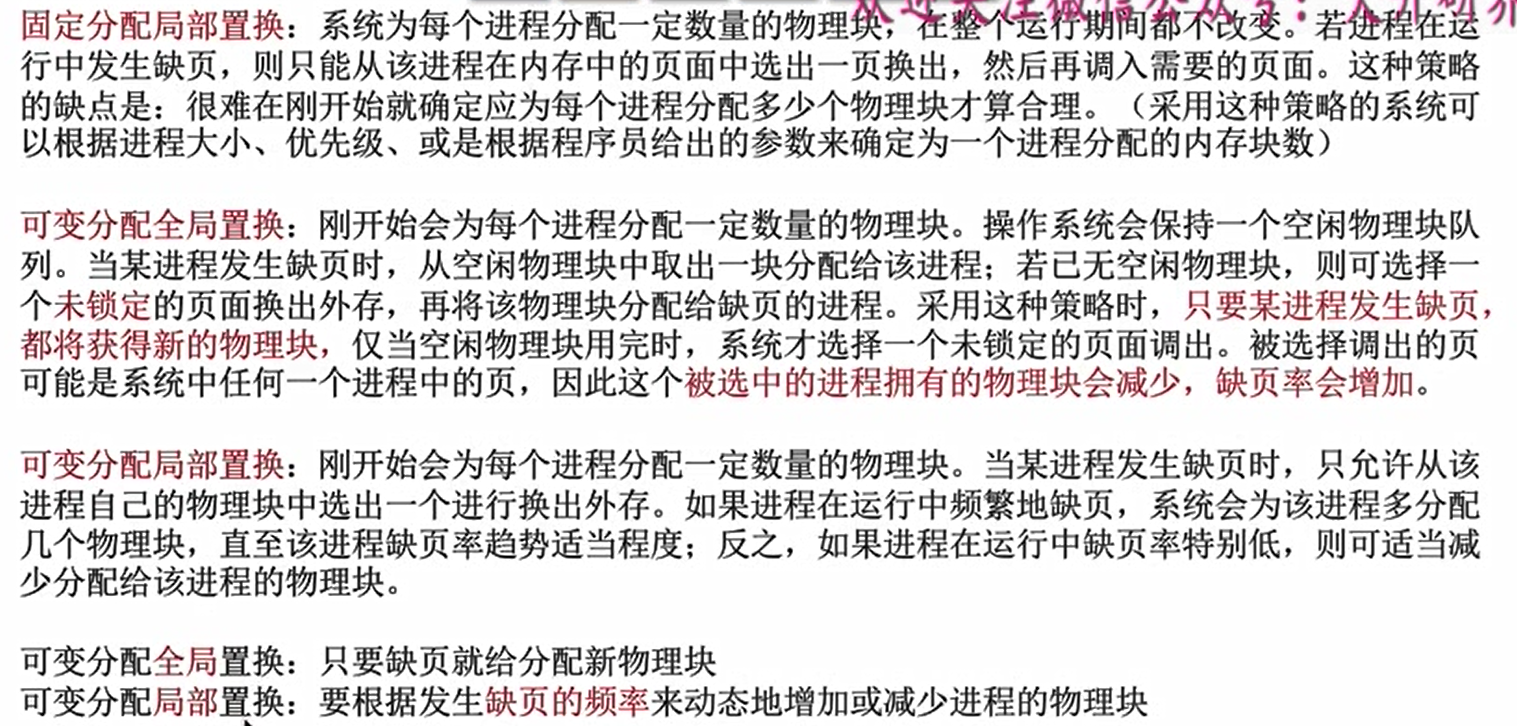 欢迎关注微信公众号：
固定分配局部置换：系统为每个进程分配一定数量的物理块，在整个运行期间都不改变。若进程在运
行中发生缺页，则只能从该进程在内存中的页面中选出一页换出，然后再调入需要的页面。这种策略
的缺点是：很难在刚开始就确定应为每个进程分配多少个物理块才算合理。（采用这种策略的系统可
以根据进程大小、优先级、或是根据程序员给出的参数来确定为一个进程分配的内存块数）
可变分配全局置换：刚开始会为每个进程分配一定数量的物理块。操作系统会保持一个空闲物理块队
列。当某进程发生缺页时，从空闲物理块中取出一块分配给该进程；若已无空闲物理块，则可选择一
个未锁定的页面换出外存，再将该物理块分配给缺页的进程。采用这种策略时，只要某进程发生缺页，
都将获得新的物理块，仅当空闲物理块用完时，系统才选择一个未锁定的页面调出。被选择调出的页
可能是系统中任何一个进程中的页，因此这个被选中的进程拥有的物理块会减少，缺页率会增加。
可变分配局部置换：刚开始会为每个进程分配一定数量的物理块。当某进程发生缺页时，只允许从该
进程自己的物理块中选出一个进行换出外存。如果进程在运行中频繁地缺页，系统会为该进程多分配
几个物理块，直至该进程缺页率趋势适当程度；反之，如果进程在运行中缺页率特别低，则可适当减
少分配给该进程的物理块。
可变分配全局置换：只要缺页就给分配新物理块
可变分配局部置换：要根据发生缺页的频率来动态地增加或减少进程的物理块